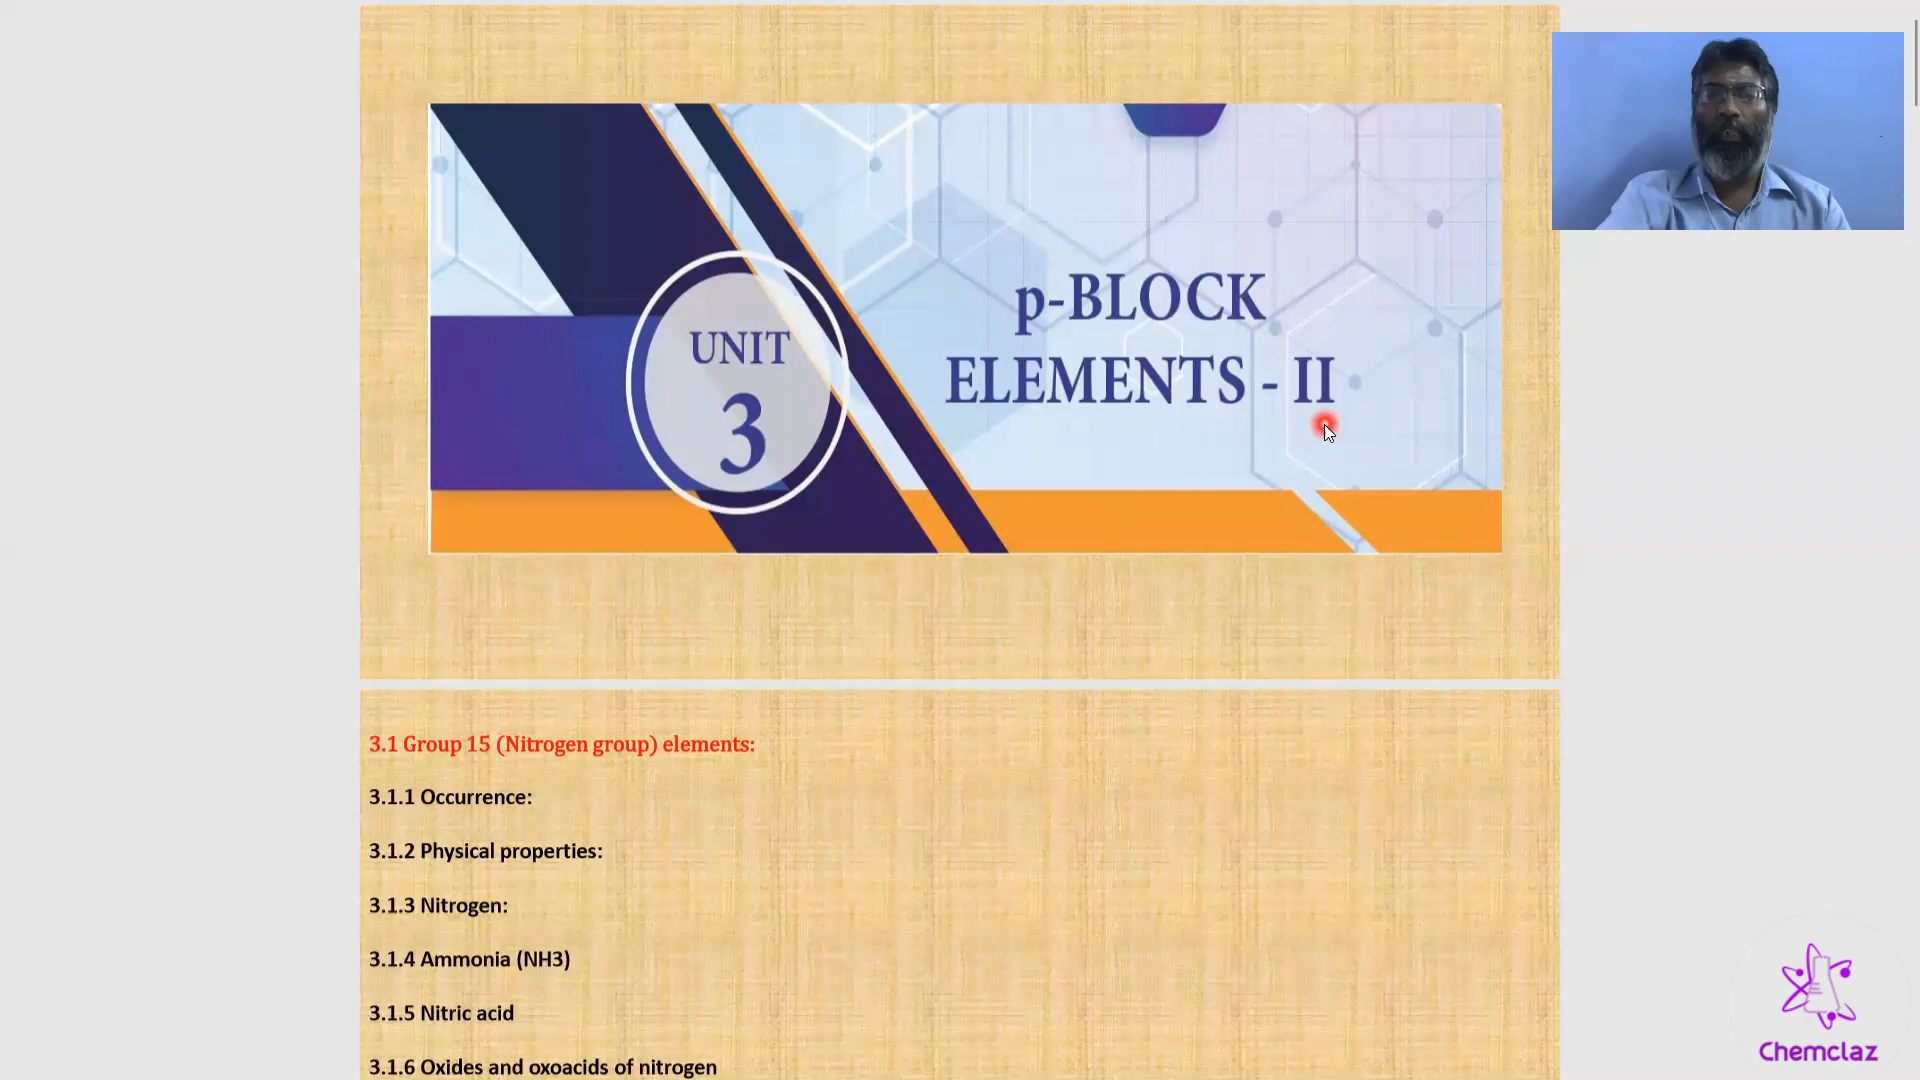 UNIT
3
p-BLOCK
ELEMENTS - II
3.1 Group 15 (Nitrogen group) elements:
3.1.1 Occurrence:
3.1.2 Physical properties:
3.1.3 Nitrogen:
3.1.4 Ammonia (NH3)
3.1.5 Nitric acid
3.1.6 Oxides and oxoacids of nitrogen
Chemclaz